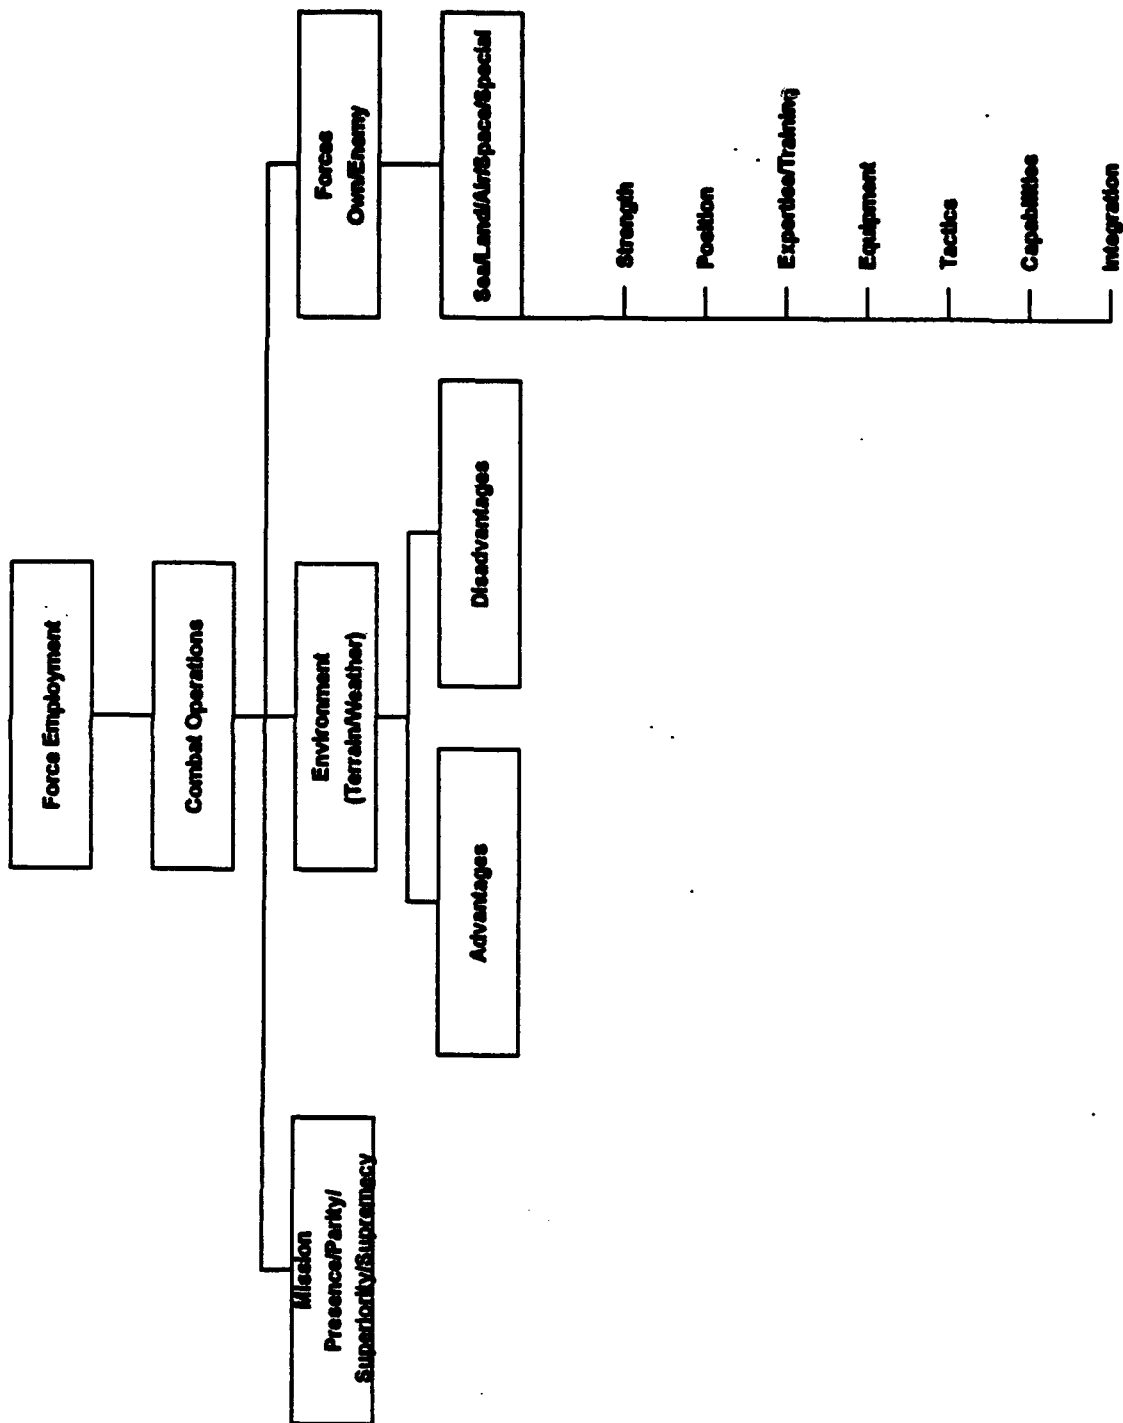 Force Employment
Combat Operations
Mission
Presence/Parity/
Superiority/Supremacy
Environment
(Terrain/Weather)
Forces
Own/Enemy
Advantages
Disadvantages
Sea/Land/Air/Space/Special
Strength
Position
Expertise/Training
Equipment
Tactics
Capabilities
Integration